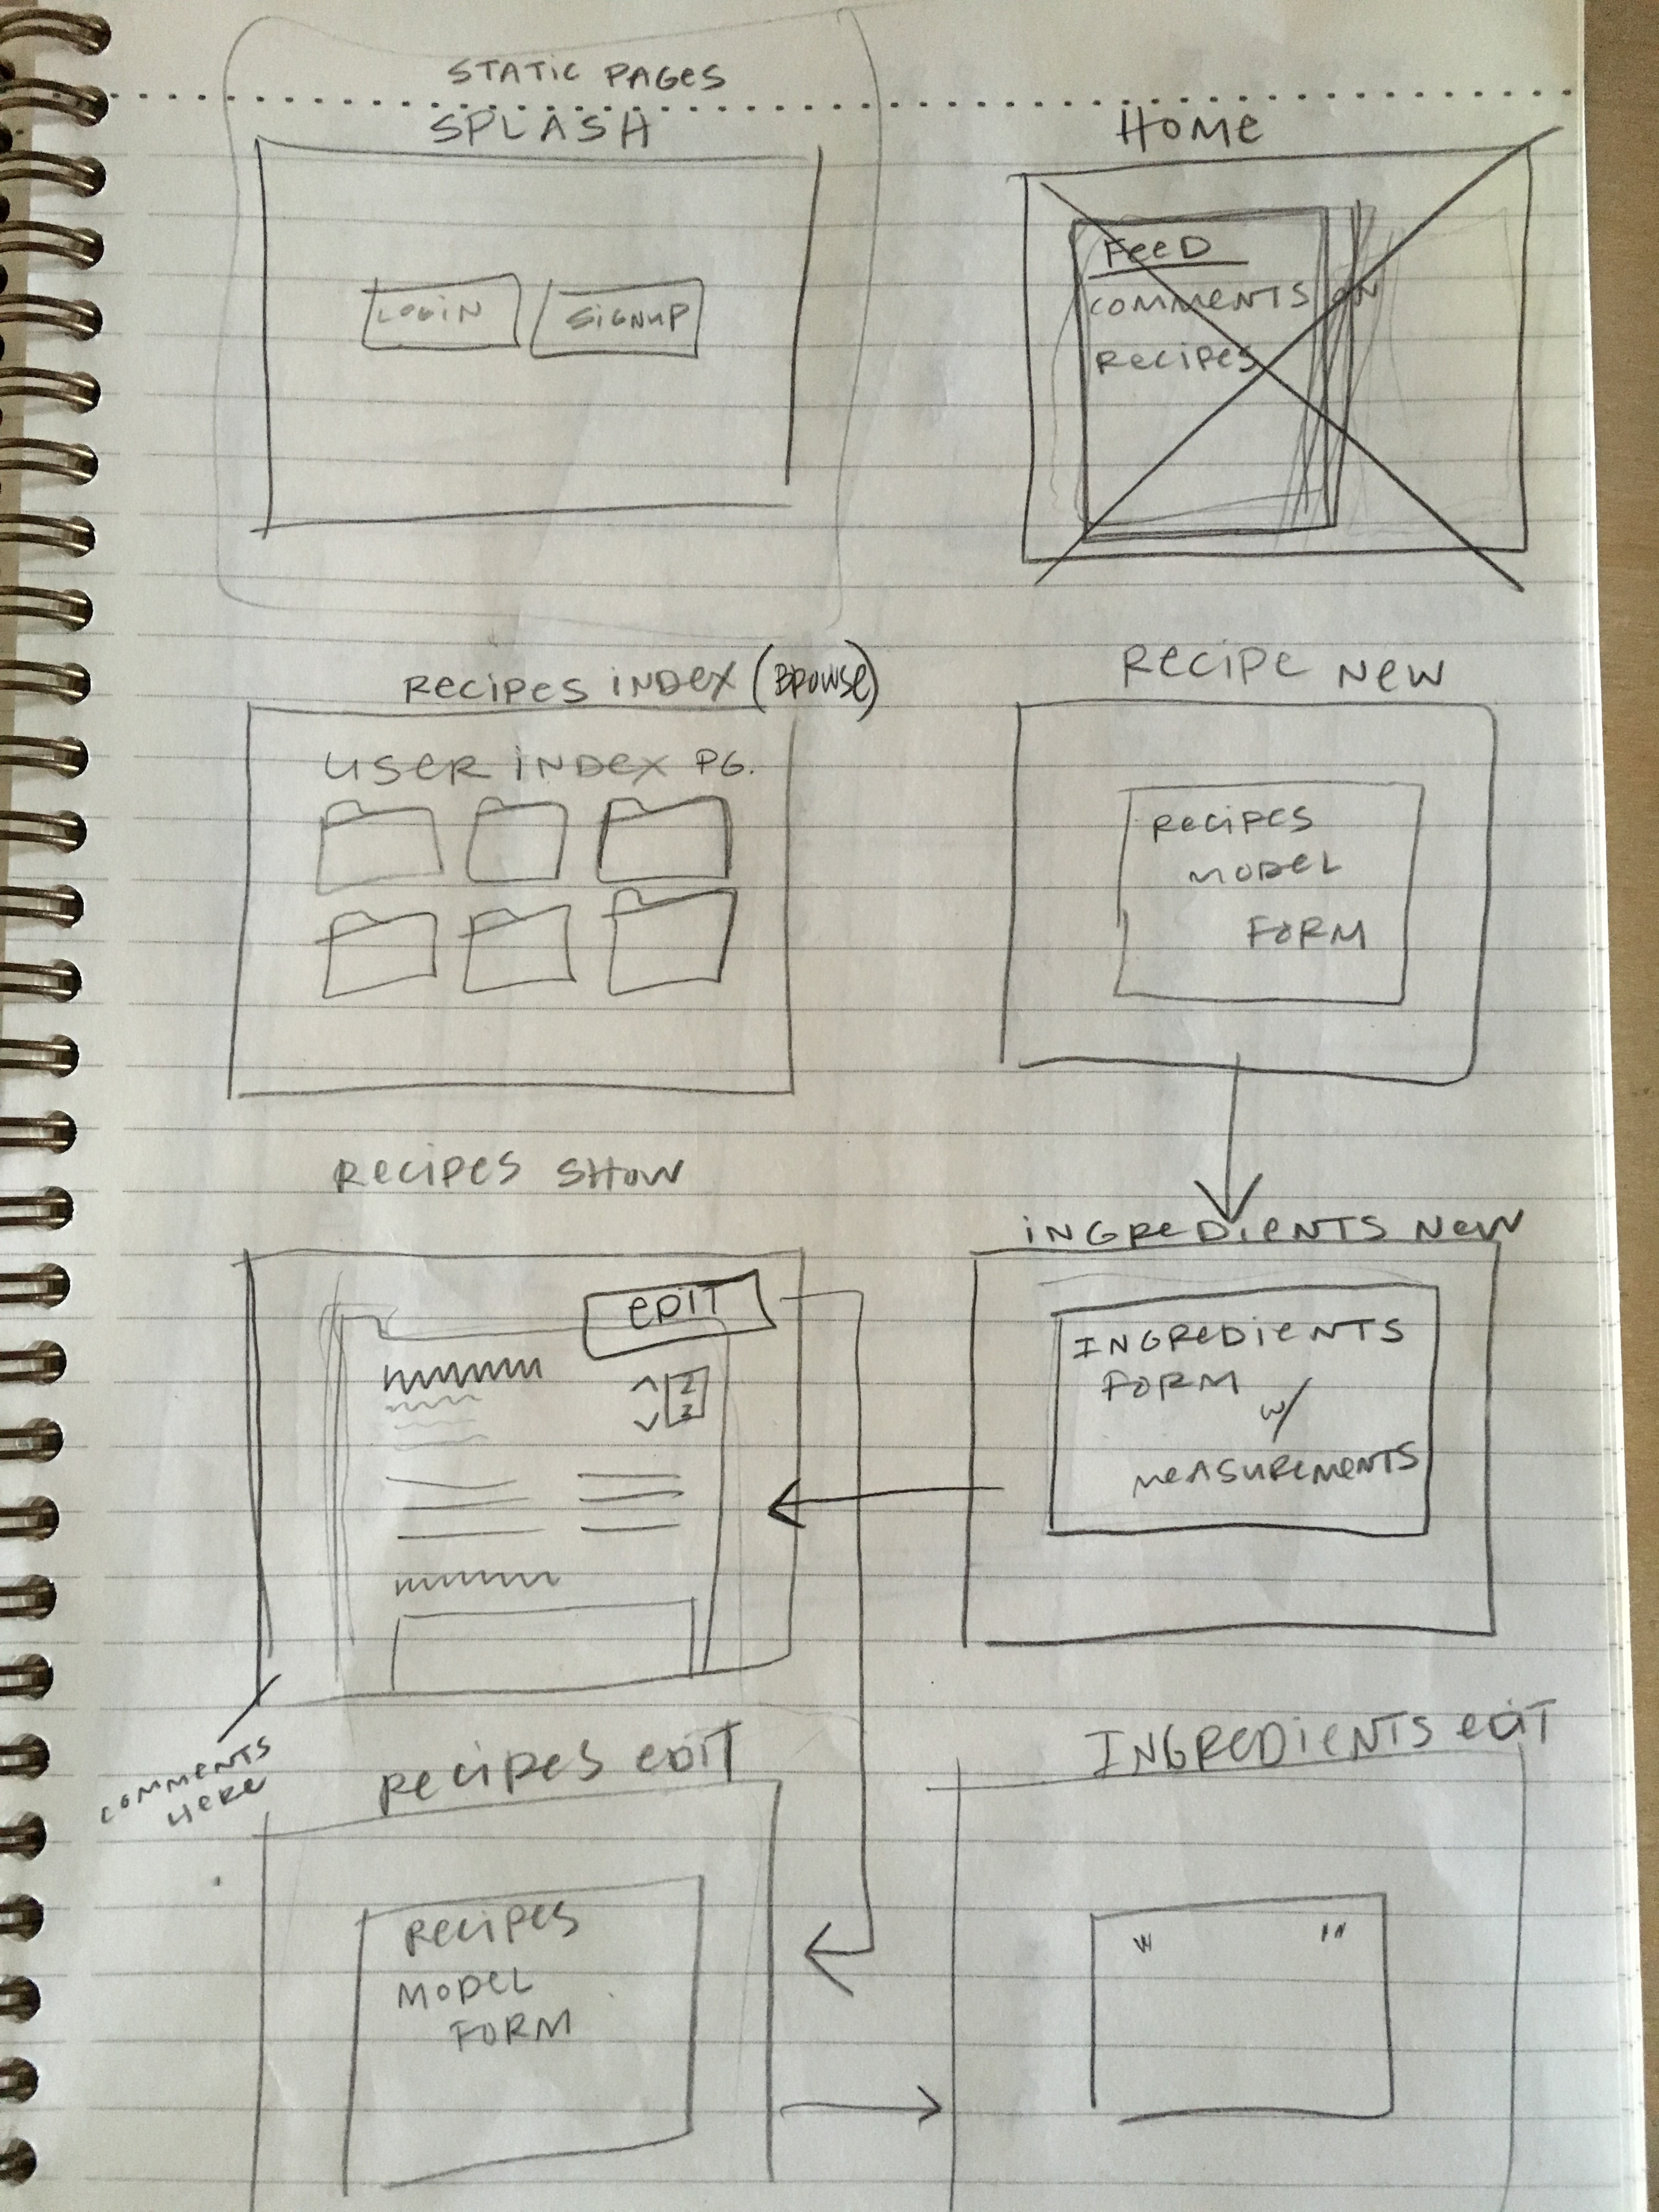 STATIC PAGES
SPLASH
LOGIN SIGNUP
HOME
FEED
COMMENTS ON
RECIPES
RECIPES INDEX (BROWSE)
USER INDEX PG.
RECIPE NEW
RECIPES
MODEL
FORM
RECIPES SHOW
EDIT
COMMENTS
HERE
INGREDIENTS NEW
INGREDIENTS
FORM
w/
MEASUREMENTS
RECIPES EDIT
RECIPES
MODEL
FORM
INGREDIENTS EDIT
" "